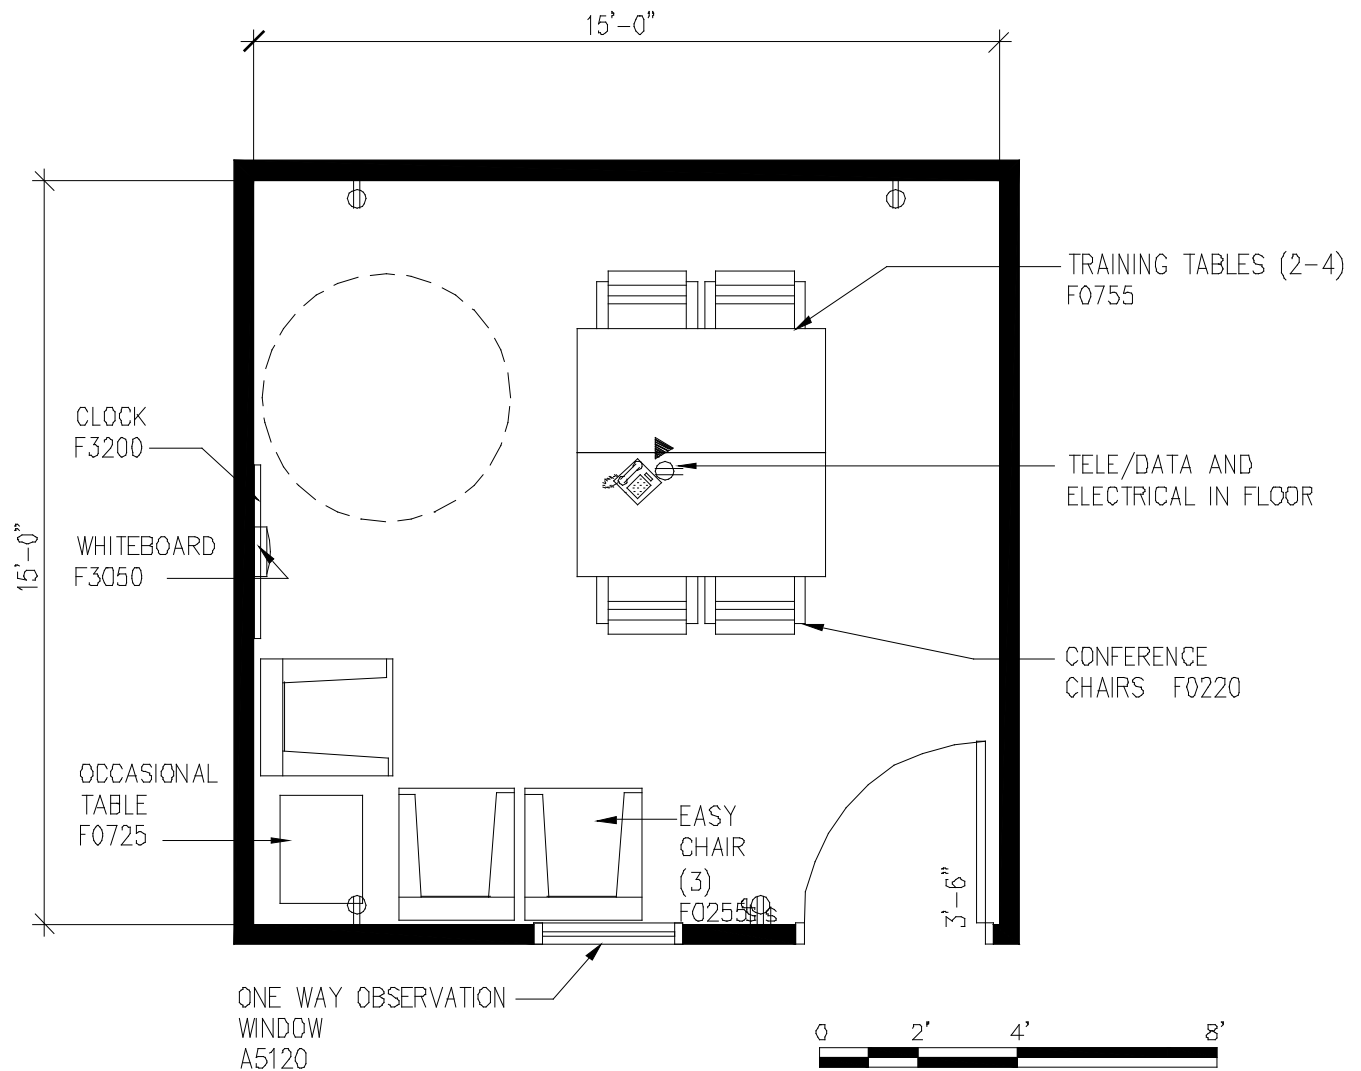 15'-0"
TRAINING TABLES (2-4)
F0755
CLOCK
F3200
TELE/DATA AND
ELECTRICAL IN FLOOR
15'-0"
WHITEBOARD
F3050
CONFERENCE
CHAIRS F0220
OCCASIONAL
TABLE
F0725
EASY
CHAIR
(3)
F0255
3'-6"
ONE WAY OBSERVATION
WINDOW
A5120
0 2' 4' 8'